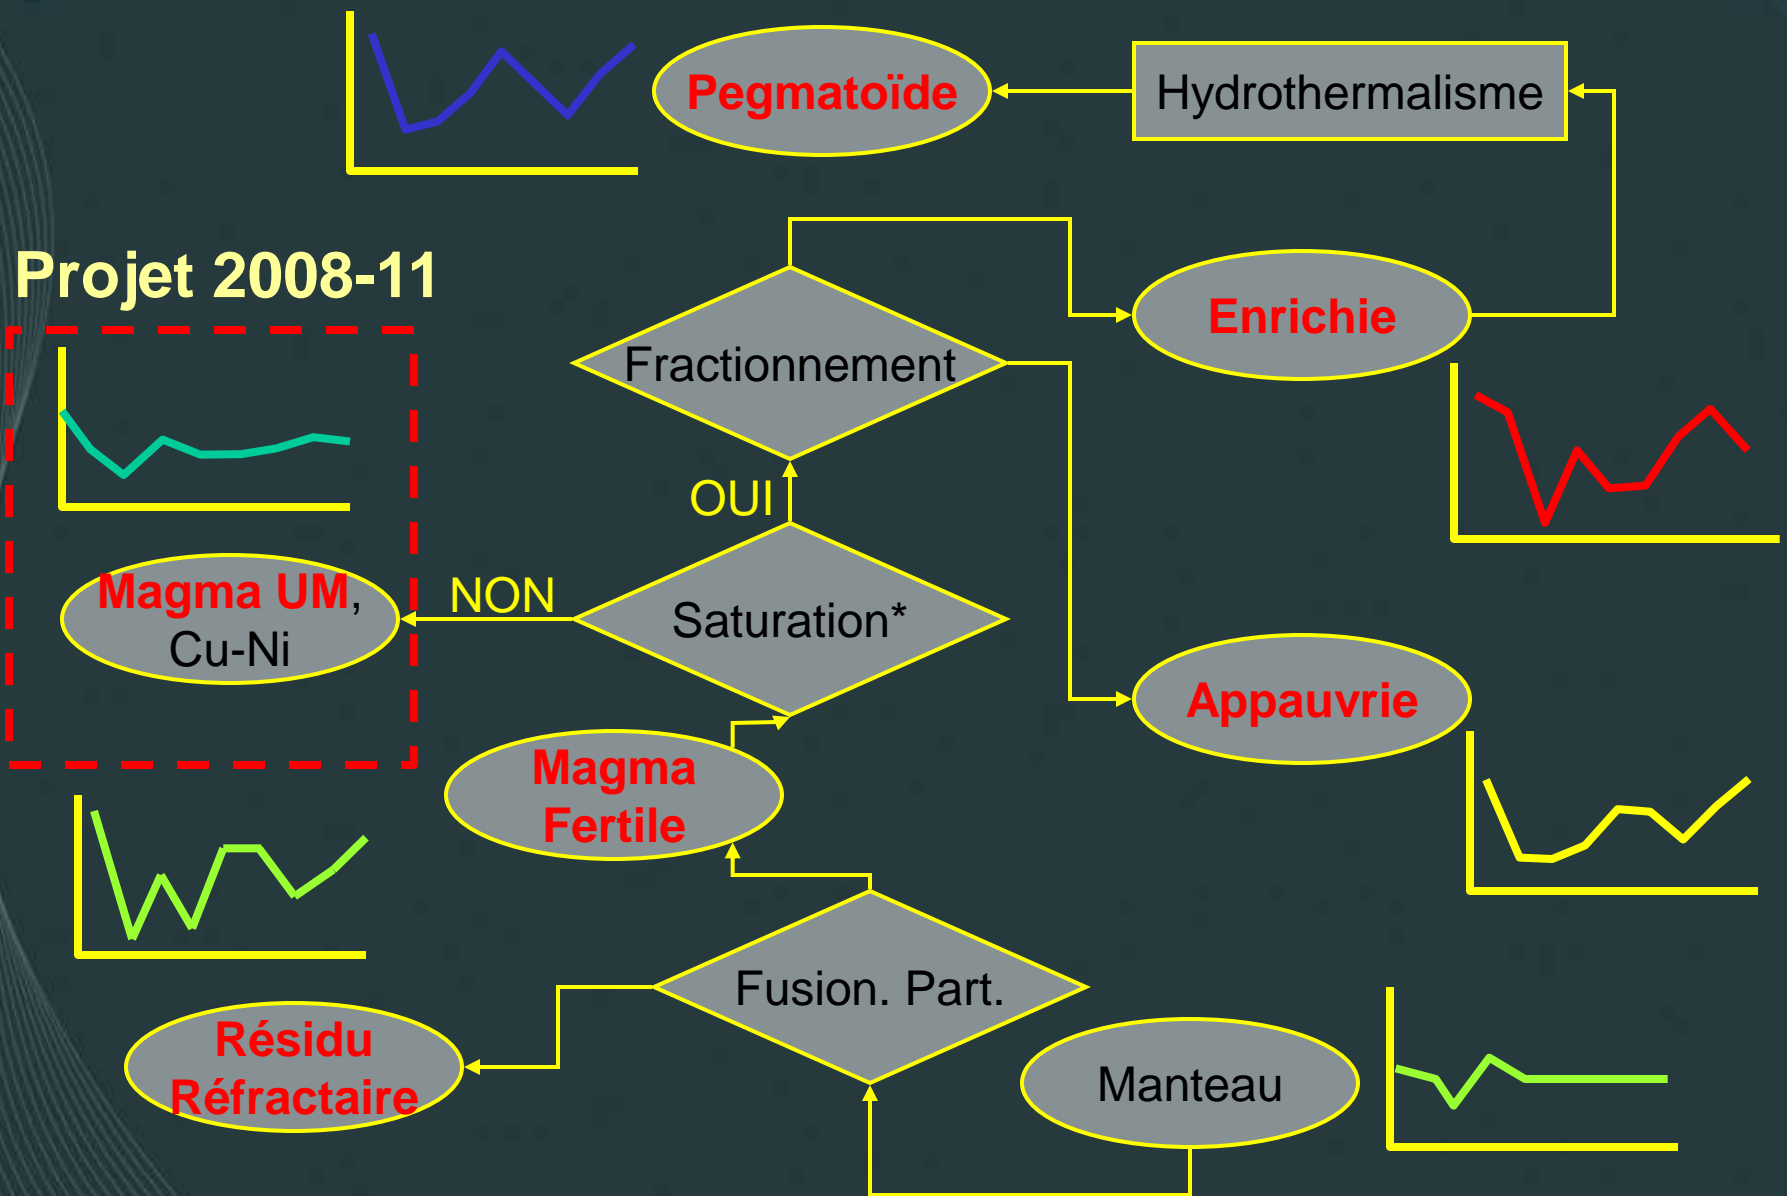 Pegmatoïde
Hydrothermalisme
Projet 2008-11
Enrichie
Fractionnement
OUI
Magma UM,
Cu-Ni
NON
Saturation*
Appauvrie
Magma
Fertile
Fusion. Part.
Résidu
Réfractaire
Manteau